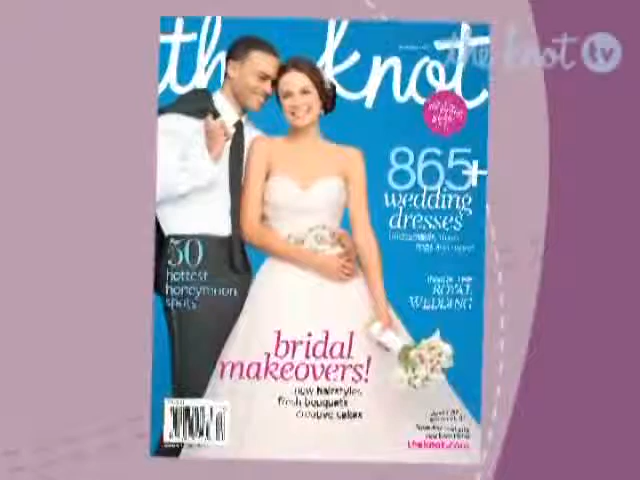 the knot
the knot tv
865+
wedding
dresses
50
hottest
honeymoon
spots
INSIDE THE
ROYAL
WEDDING
bridal
makeovers!
new hairstyles
fresh bouquets
creative cakes
theknot.com